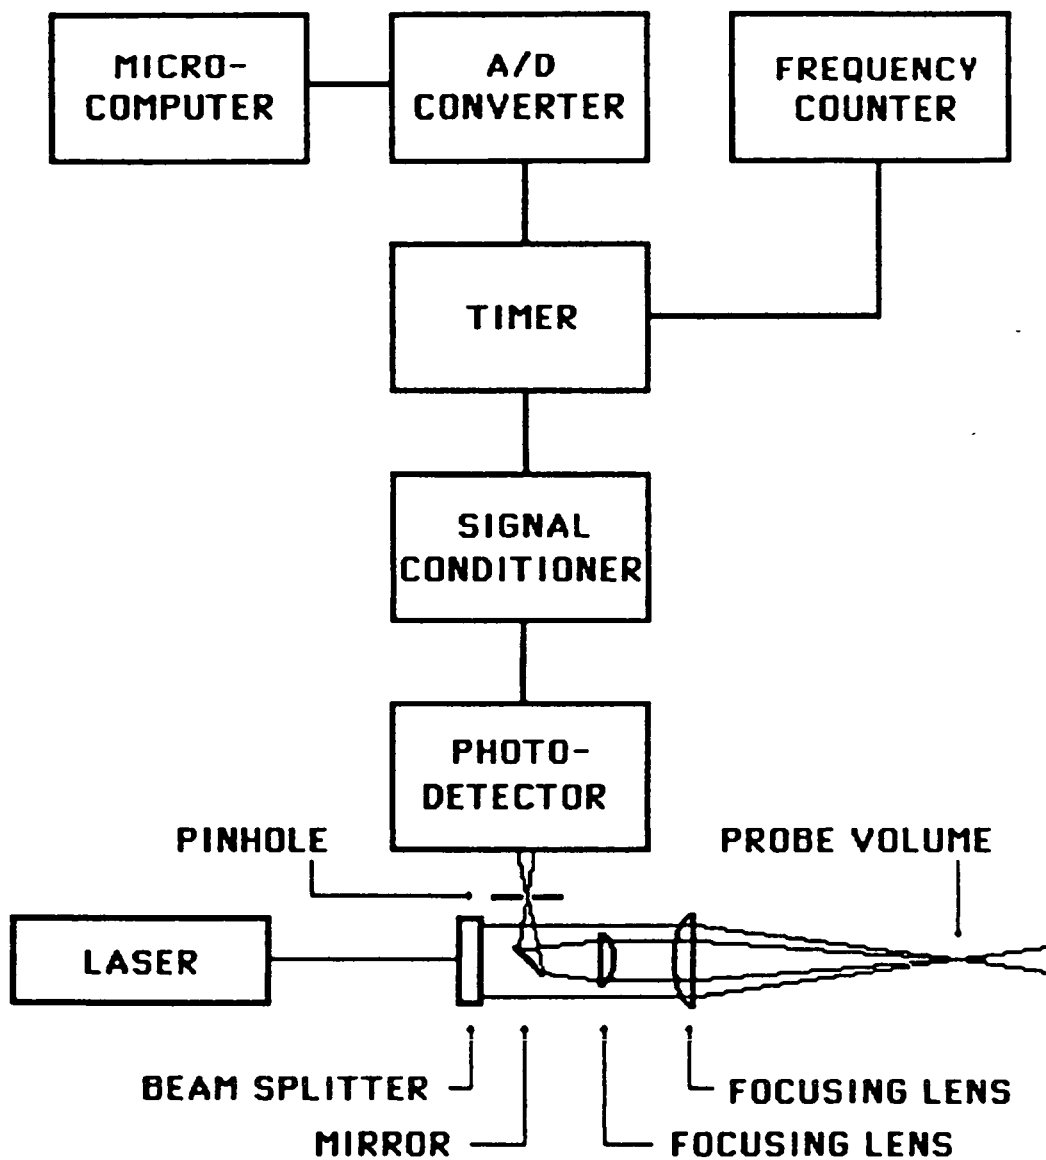 MICRO-
COMPUTER
A/D
CONVERTER
FREQUENCY
COUNTER
TIMER
SIGNAL
CONDITIONER
PHOTO-
DETECTOR
PINHOLE
PROBE VOLUME
LASER
BEAM SPLITTER
FOCUSING LENS
MIRROR
FOCUSING LENS